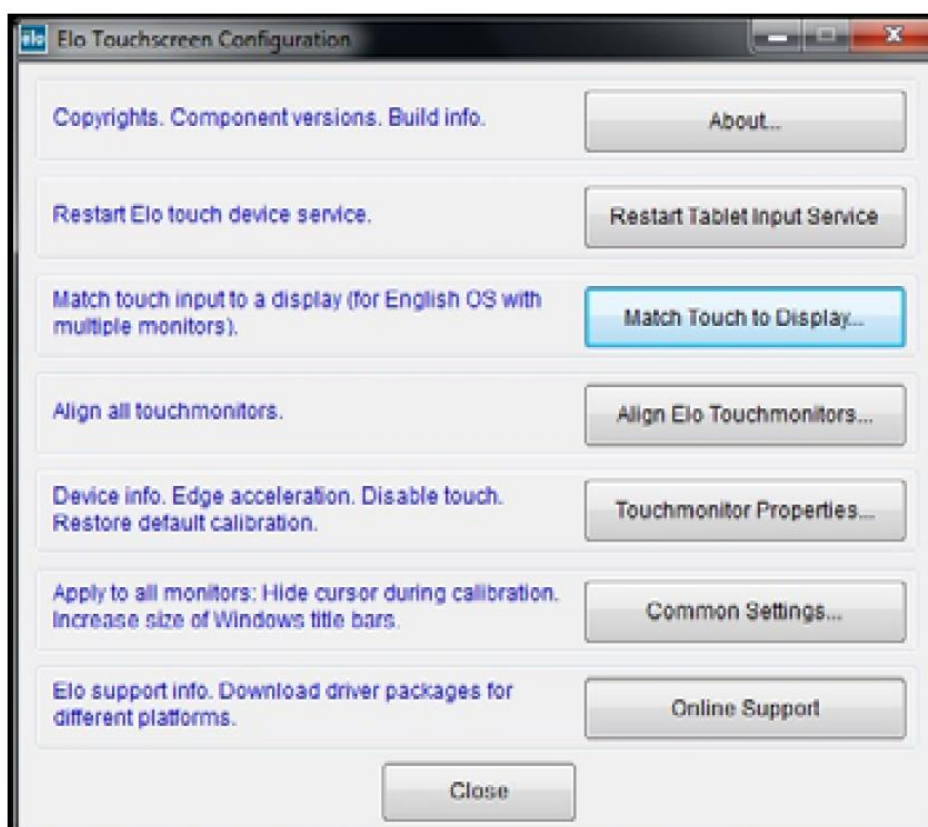 elo Elo Touchscreen Configuration
Copyrights. Component versions. Build info.
About...
Restart Elo touch device service.
Restart Tablet Input Service
Match touch input to a display (for English OS with
multiple monitors).
Match Touch to Display...
Align all touchmonitors.
Align Elo Touchmonitors...
Device info. Edge acceleration. Disable touch.
Restore default calibration.
Touchmonitor Properties...
Apply to all monitors: Hide cursor during calibration.
Increase size of Windows title bars.
Common Settings...
Elo support info. Download driver packages for
different platforms.
Online Support
Close